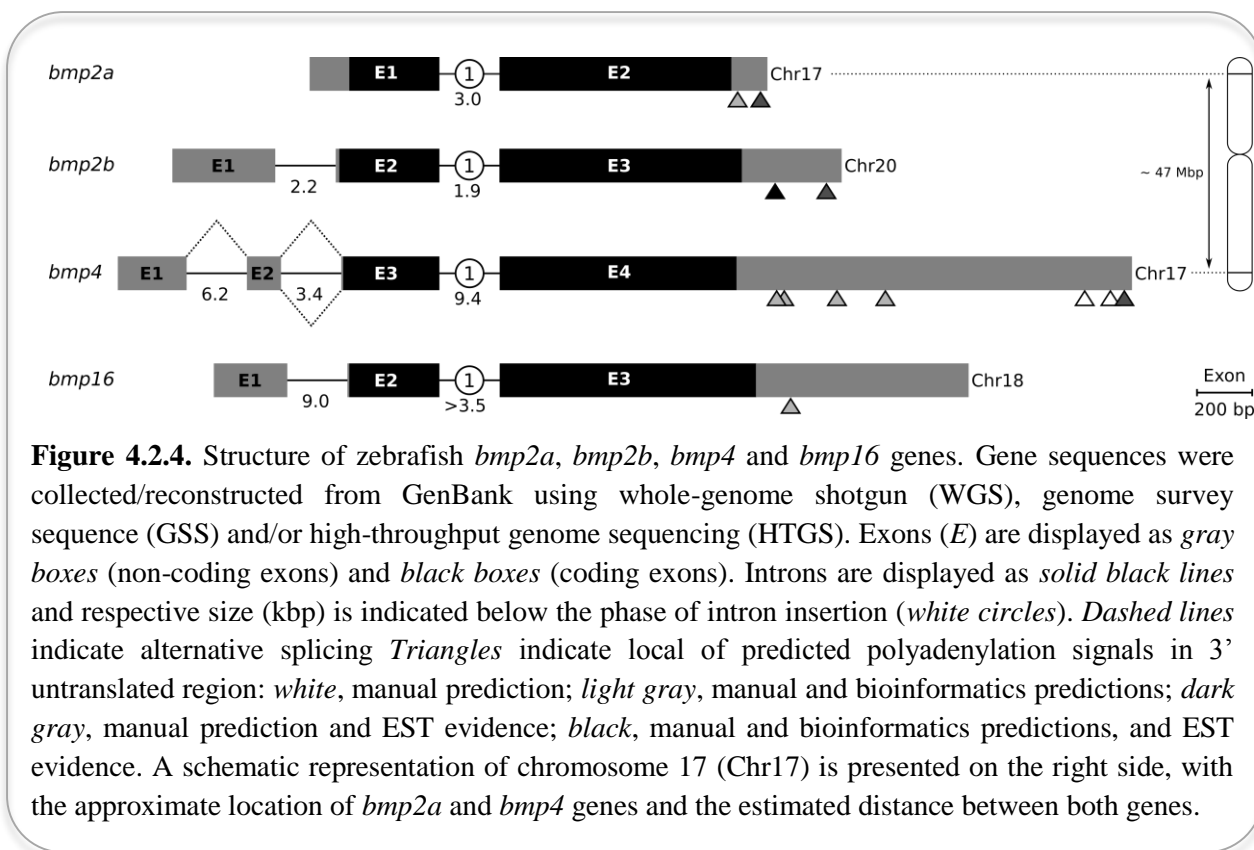 bmp2a E1 1 E2 Chr17
3.0
bmp2b E1 E2 1 E3 Chr20
2.2 1.9
~ 47 Mbp
bmp4 E1 E2 E3 1 E4 Chr17
6.2 3.4 9.4
bmp16 E1 E2 1 E3 Chr18
9.0 >3.5
Exon
200 bp
Figure 4.2.4. Structure of zebrafish bmp2a, bmp2b, bmp4 and bmp16 genes. Gene sequences were
collected/reconstructed from GenBank using whole-genome shotgun (WGS), genome survey
sequence (GSS) and/or high-throughput genome sequencing (HTGS). Exons (E) are displayed as gray
boxes (non-coding exons) and black boxes (coding exons). Introns are displayed as solid black lines
and respective size (kbp) is indicated below the phase of intron insertion (white circles). Dashed lines
indicate alternative splicing Triangles indicate local of predicted polyadenylation signals in 3’
untranslated region: white, manual prediction; light gray, manual and bioinformatics predictions; dark
gray, manual prediction and EST evidence; black, manual and bioinformatics predictions, and EST
evidence. A schematic representation of chromosome 17 (Chr17) is presented on the right side, with
the approximate location of bmp2a and bmp4 genes and the estimated distance between both genes.